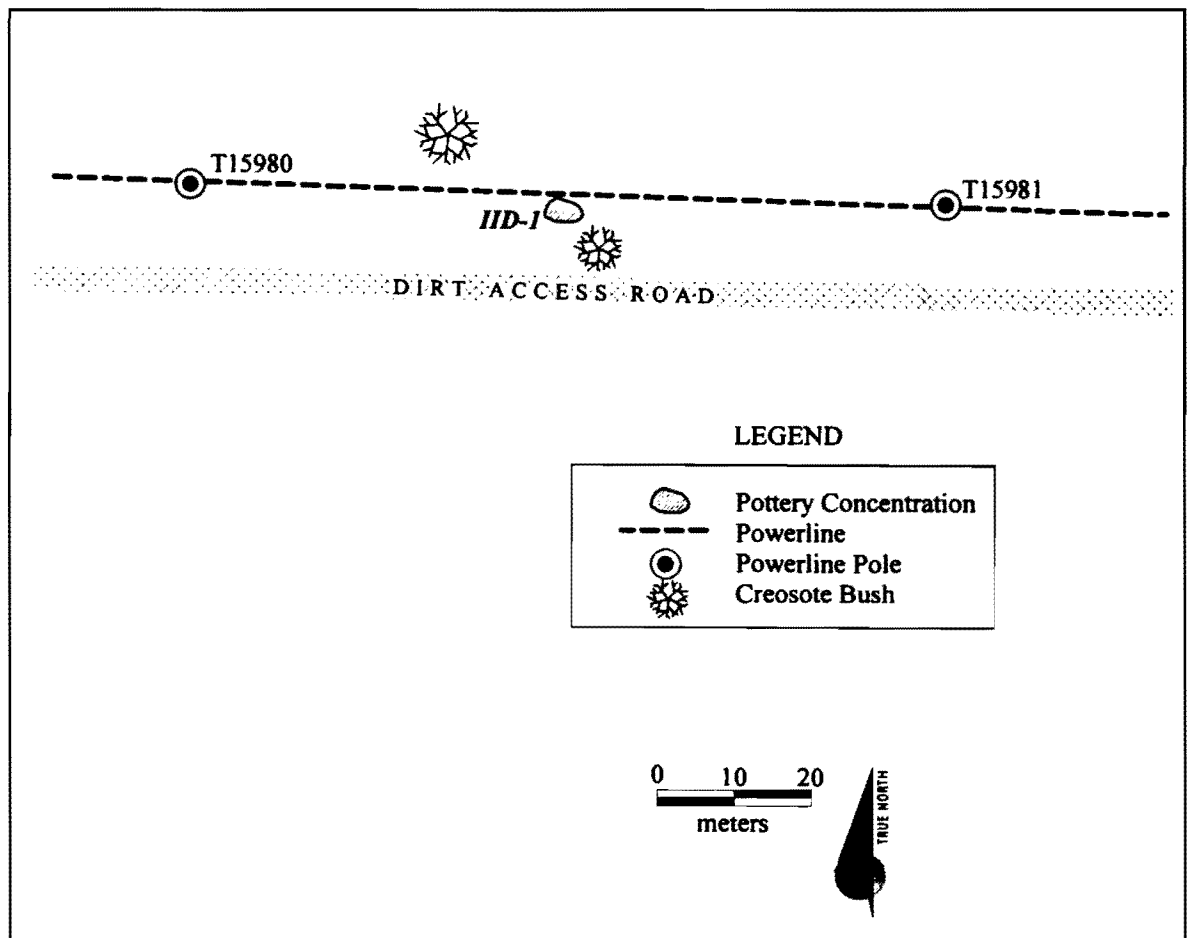 T15980
T15981
IID-1
DIRT ACCESS ROAD
LEGEND
Pottery Concentration
Powerline
Powerline Pole
Creosote Bush
0 10 20
meters
TRUE NORTH